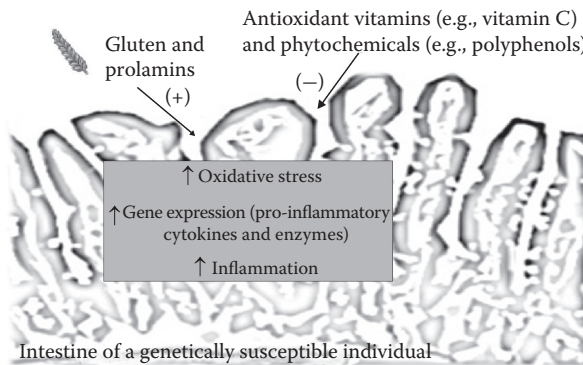 Gluten and
prolamins
(+)
Antioxidant vitamins (e.g., vitamin C)
and phytochemicals (e.g., polyphenols)
(—)
↑ Oxidative stress
↑ Gene expression (pro-inflammatory
cytokines and enzymes)
↑ Inflammation
Intestine of a genetically susceptible individual